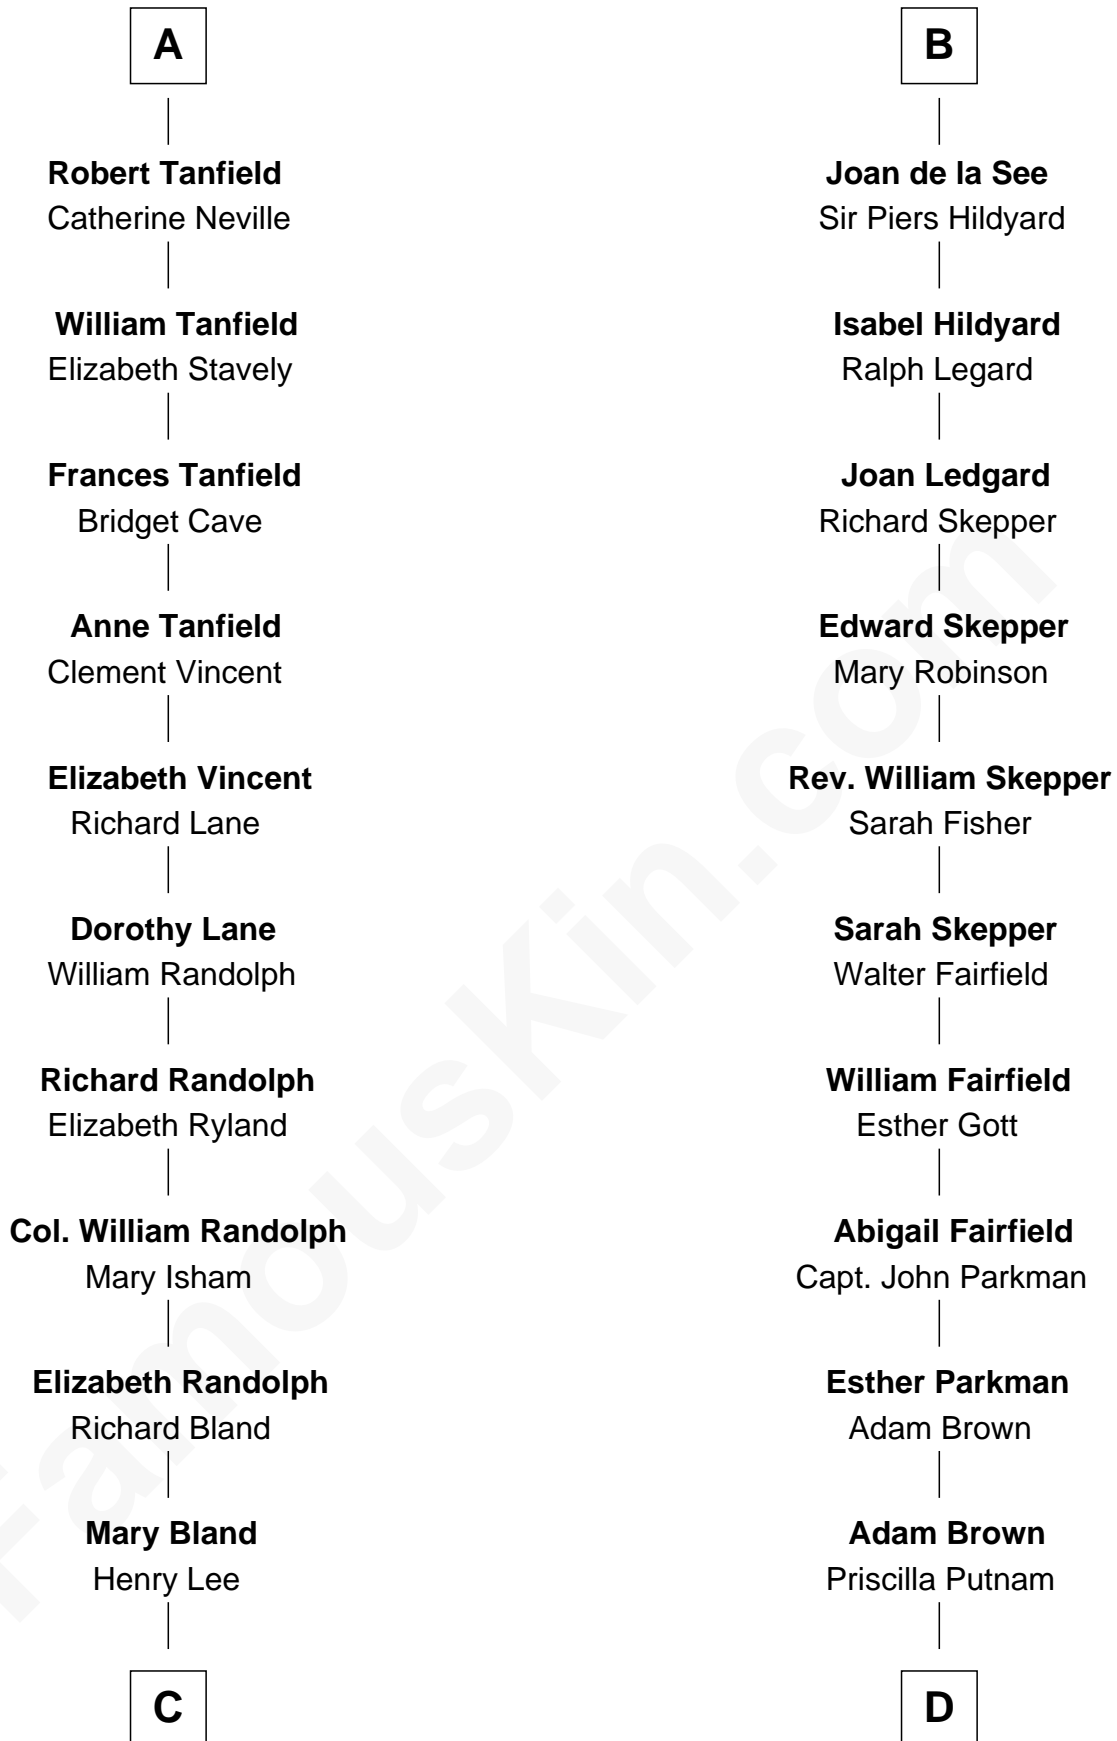 A
Robert Tanfield
Catherine Neville
William Tanfield
Elizabeth Stavely
Frances Tanfield
Bridget Cave
Anne Tanfield
Clement Vincent
Elizabeth Vincent
Richard Lane
Dorothy Lane
William Randolph
Richard Randolph
Elizabeth Ryland
Col. William Randolph
Mary Isham
Elizabeth Randolph
Richard Bland
Mary Bland
Henry Lee
C
B
Joan de la See
Sir Piers Hildyard
Isabel Hildyard
Ralph Legard
Joan Ledgard
Richard Skepper
Edward Skepper
Mary Robinson
Rev. William Skepper
Sarah Fisher
Sarah Skepper
Walter Fairfield
William Fairfield
Esther Gott
Abigail Fairfield
Capt. John Parkman
Esther Parkman
Adam Brown
Adam Brown
Priscilla Putnam
D
FamousKin.com